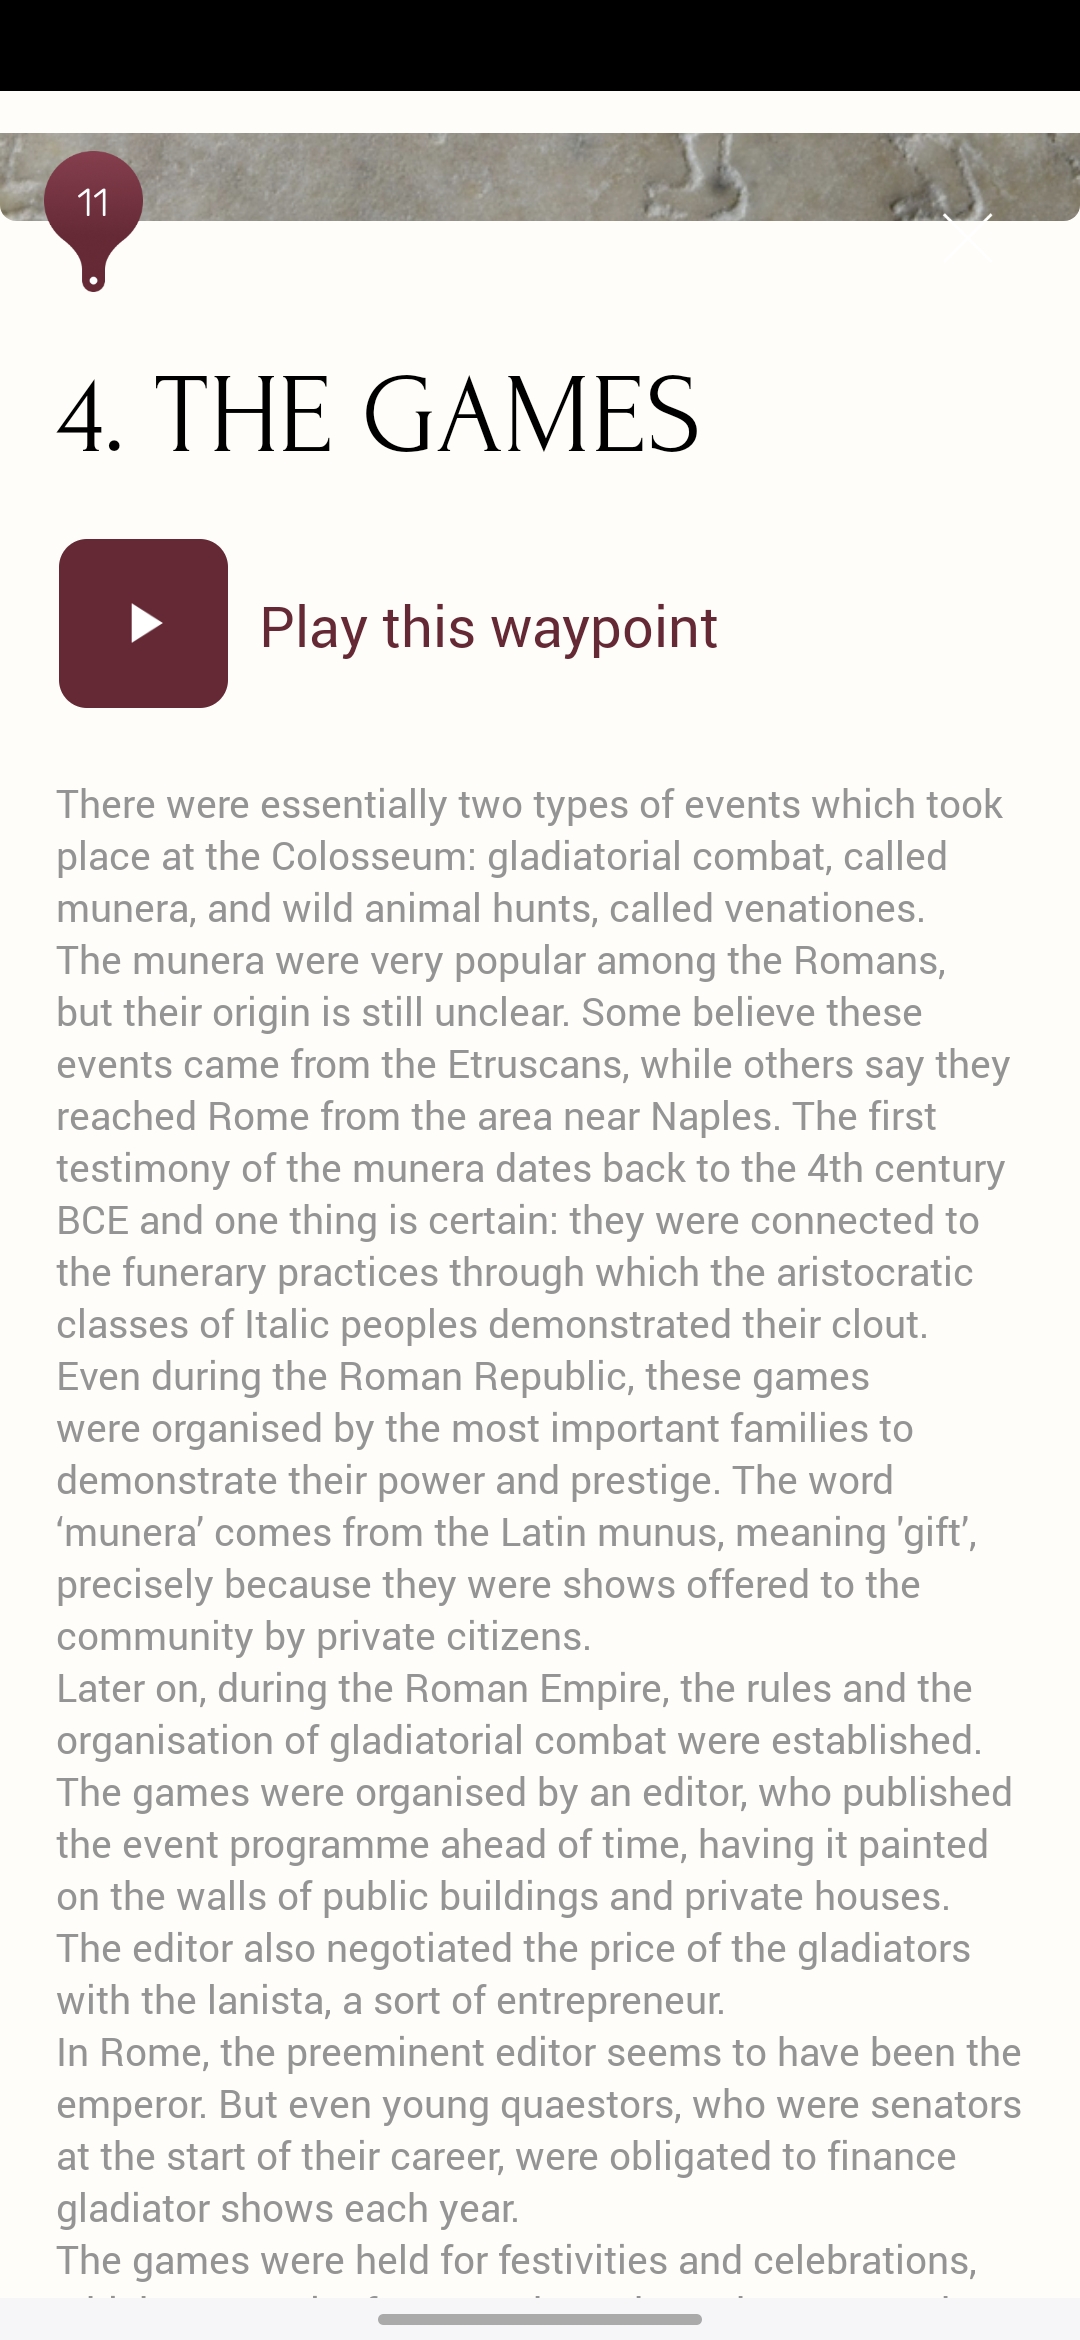 11
4. THE GAMES
Play this waypoint
There were essentially two types of events which took
place at the Colosseum: gladiatorial combat, called
munera, and wild animal hunts, called venationes.
The munera were very popular among the Romans,
but their origin is still unclear. Some believe these
events came from the Etruscans, while others say they
reached Rome from the area near Naples. The first
testimony of the munera dates back to the 4th century
BCE and one thing is certain: they were connected to
the funerary practices through which the aristocratic
classes of Italic peoples demonstrated their clout.
Even during the Roman Republic, these games
were organised by the most important families to
demonstrate their power and prestige. The word
‘munera’ comes from the Latin munus, meaning 'gift’,
precisely because they were shows offered to the
community by private citizens.
Later on, during the Roman Empire, the rules and the
organisation of gladiatorial combat were established.
The games were organised by an editor, who published
the event programme ahead of time, having it painted
on the walls of public buildings and private houses.
The editor also negotiated the price of the gladiators
with the lanista, a sort of entrepreneur.
In Rome, the preeminent editor seems to have been the
emperor. But even young quaestors, who were senators
at the start of their career, were obligated to finance
gladiator shows each year.
The games were held for festivities and celebrations,